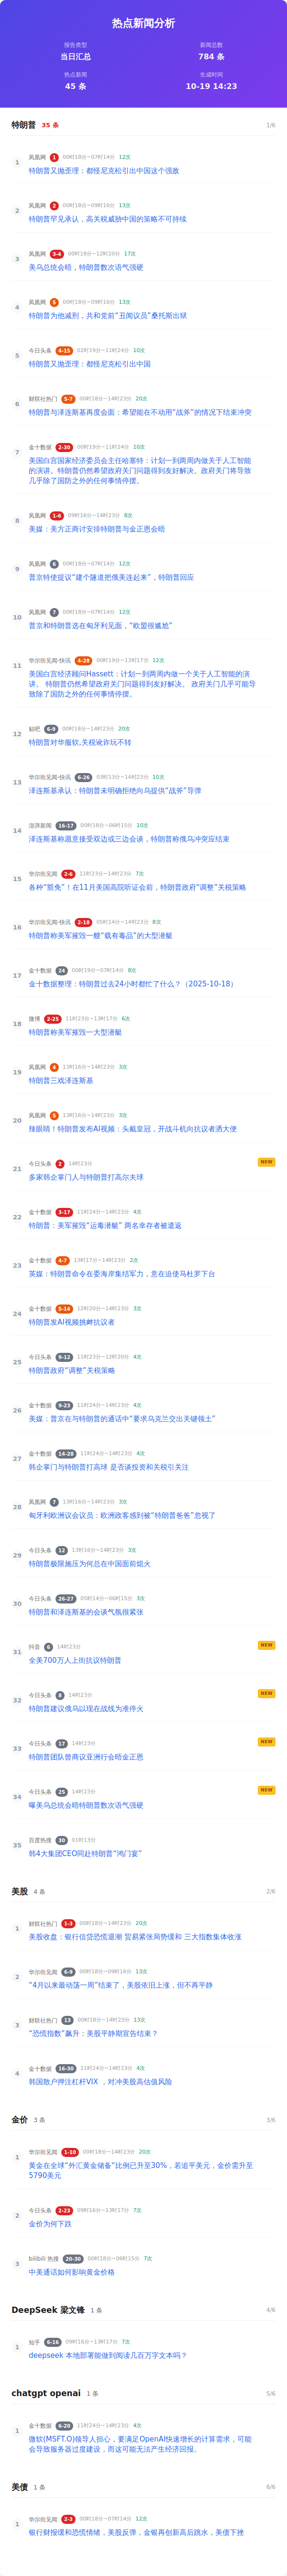 热点新闻分析
报告类型
新闻总数
当日汇总
784 条
热点新闻
生成时间
45 条
10-19 14:23
特朗普 35 条 1/6
1 凤凰网 1 00时18分~07时14分 12次
特朗普又抛歪理：都怪尼克松引出中国这个强敌
2 凤凰网 2 00时18分~09时16分 13次
特朗普罕见承认，高关税威胁中国的策略不可持续
3 凤凰网 3-4 00时18分~12时20分 17次
美乌总统会晤，特朗普数次语气强硬
4 凤凰网 5 00时18分~09时16分 13次
特朗普为他减刑，共和党前“丑闻议员”桑托斯出狱
5 今日头条 4-15 02时19分~11时24分 10次
特朗普又抛歪理：都怪尼克松引出中国
6 财联社热门 5-7 00时18分~14时23分 20次
特朗普与泽连斯基再度会面：希望能在不动用“战斧”的情况下结束冲突
7 金十数据 2-30 00时19分~11时24分 10次
美国白宫国家经济委员会主任哈塞特：计划一到两周内做关于人工智能
的演讲。特朗普仍然希望政府关门问题得到友好解决。政府关门将导致
几乎除了国防之外的任何事情停摆。
8 凤凰网 1-6 09时16分~14时23分 8次
美媒：美方正商讨安排特朗普与金正恩会晤
9 凤凰网 6 00时18分~07时14分 12次
普京特使提议“建个隧道把俄美连起来”，特朗普回应
10 凤凰网 7 00时18分~07时14分 12次
普京和特朗普选在匈牙利见面，“欧盟很尴尬”
11 华尔街见闻-快讯 4-28 00时19分~13时17分 12次
美国白宫经济顾问Hassett：计划一到两周内做一个关于人工智能的演
讲。 特朗普仍然希望政府关门问题得到友好解决。 政府关门几乎可能导
致除了国防之外的任何事情停摆。
12 贴吧 6-9 00时18分~14时23分 20次
特朗普对华服软,关税讹诈玩不转
13 华尔街见闻-快讯 6-26 03时13分~14时23分 10次
泽连斯基承认：特朗普未明确拒绝向乌提供“战斧”导弹
14 澎湃新闻 16-17 00时18分~06时15分 10次
泽连斯基称愿意接受双边或三边会谈，特朗普称俄乌冲突应结束
15 华尔街见闻 2-6 11时23分~14时23分 7次
各种“豁免”！在11月美国高院听证会前，特朗普政府“调整”关税策略
16 华尔街见闻-快讯 2-18 05时14分~14时23分 8次
特朗普称美军摧毁一艘“载有毒品”的大型潜艇
17 金十数据 24 00时19分~07时14分 8次
金十数据整理：特朗普过去24小时都忙了什么？（2025-10-18）
18 微博 2-25 11时23分~13时17分 6次
特朗普称美军摧毁一大型潜艇
19 凤凰网 4 13时16分~14时23分 3次
特朗普三戏泽连斯基
20 凤凰网 5 13时16分~14时23分 3次
辣眼睛！特朗普发布AI视频：头戴皇冠，开战斗机向抗议者洒大便
21 今日头条 2 14时23分 NEW
多家韩企掌门人与特朗普打高尔夫球
22 金十数据 3-17 11时24分~14时23分 4次
特朗普：美军摧毁“运毒潜艇” 两名幸存者被遣返
23 金十数据 4-7 13时17分~14时23分 2次
英媒：特朗普命令在委海岸集结军力，意在迫使马杜罗下台
24 金十数据 5-14 12时20分~14时23分 3次
特朗普发AI视频挑衅抗议者
25 今日头条 9-12 11时23分~12时20分 4次
特朗普政府“调整”关税策略
26 金十数据 9-23 11时24分~14时23分 4次
美媒：普京在与特朗普的通话中“要求乌克兰交出关键领土”
27 金十数据 14-28 11时24分~14时23分 4次
韩企掌门与特朗普打高球 是否谈投资和关税引关注
28 凤凰网 7 13时16分~14时23分 3次
匈牙利欧洲议会议员：欧洲政客感到被“特朗普爸爸”忽视了
29 今日头条 12 13时16分~14时23分 3次
特朗普极限施压为何总在中国面前熄火
30 今日头条 26-27 05时14分~06时15分 3次
特朗普和泽连斯基的会谈气氛很紧张
31 抖音 6 14时23分 NEW
全美700万人上街抗议特朗普
32 今日头条 8 14时23分 NEW
特朗普建议俄乌以现在战线为准停火
33 今日头条 17 14时23分 NEW
特朗普团队曾商议亚洲行会晤金正恩
34 今日头条 25 14时23分 NEW
曝美乌总统会晤特朗普数次语气强硬
35 百度热搜 30 01时13分
韩4大集团CEO同赴特朗普“鸿门宴”
美股 4 条 2/6
1 财联社热门 1-3 00时18分~14时23分 20次
美股收盘：银行信贷恐慌退潮 贸易紧张局势缓和 三大指数集体收涨
2 华尔街见闻 6-9 00时18分~09时16分 13次
“4月以来最动荡一周”结束了，美股依旧上涨，但不再平静
3 财联社热门 13 00时18分~14时23分 13次
“恐慌指数”飙升：美股平静期宣告结束？
4 金十数据 16-30 11时24分~14时23分 4次
韩国散户押注杠杆VIX ，对冲美股高估值风险
金价 3 条 3/6
1 华尔街见闻 1-10 00时18分~14时23分 20次
黄金在全球“外汇黄金储备”比例已升至30%，若追平美元，金价需升至
5790美元
2 今日头条 2-23 09时16分~13时17分 7次
金价为何下跌
3 bilibili 热搜 20-30 00时18分~06时15分 7次
中美通话如何影响黄金价格
DeepSeek 梁文锋 1 条 4/6
1 知乎 6-16 09时16分~13时17分 7次
deepseek 本地部署能做到阅读几百万字文本吗？
chatgpt openai 1 条 5/6
1 金十数据 6-20 11时24分~14时23分 4次
微软(MSFT.O)领导人担心，要满足OpenAI快速增长的计算需求，可能
会导致服务器过度建设，而这可能无法产生经济回报。
美债 1 条 6/6
1 华尔街见闻 2-3 00时18分~07时14分 12次
银行财报缓和恐慌情绪，美股反弹，金银再创新高后跳水，美债下挫